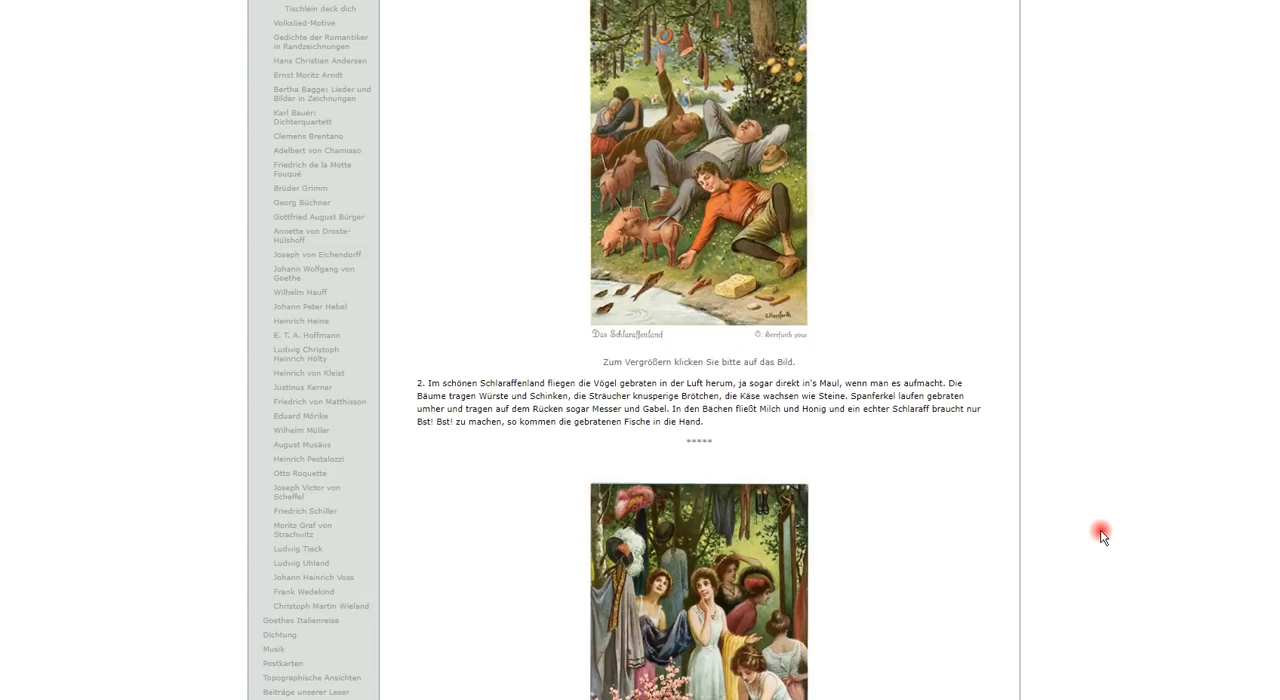 Tischlein deck dich
Volkslied-Motive
Gedichte der Romantiker
in Randzeichnungen
Hans Christian Andersen
Ernst Moritz Arndt
Bertha Bagge: Lieder und
Bilder in Zeichnungen
Karl Bauer:
Dichterquartett
Clemens Brentano
Adelbert von Chamisso
Friedrich de la Motte
Fouqué
Brüder Grimm
Georg Büchner
Gottfried August Bürger
Annette von Droste-
Hülshoff
Joseph von Eichendorff
Johann Wolfgang von
Goethe
Wilhelm Hauff
Johann Peter Hebel
Heinrich Heine
E. T. A. Hoffmann
Ludwig Christoph
Heinrich Hölty
Heinrich von Kleist
Justinus Kerner
Friedrich von Matthisson
Eduard Mörike
Wilhelm Müller
August Musäus
Heinrich Pestalozzi
Otto Roquette
Joseph Victor von
Scheffel
Friedrich Schiller
Moritz Graf von
Strachwitz
Ludwig Tieck
Ludwig Uhland
Johann Heinrich Voss
Frank Wedekind
Christoph Martin Wieland
Goethes Italienreise
Dichtung
Musik
Postkarten
Topographische Ansichten
Beiträge unserer Leser
O. Herrfurth
Das Schlaraffenland
O. Herrfurth pinx
Zum Vergrößern klicken Sie bitte auf das Bild.
2. Im schönen Schlaraffenland fliegen die Vögel gebraten in der Luft herum, ja sogar direkt in's Maul, wenn man es aufmacht. Die
Bäume tragen Würste und Schinken, die Sträucher knusperige Brötchen, die Käse wachsen wie Steine. Spanferkel laufen gebraten
umher und tragen auf dem Rücken sogar Messer und Gabel. In den Bächen fließt Milch und Honig und ein echter Schlaraff braucht nur
Bst! Bst! zu machen, so kommen die gebratenen Fische in die Hand.
*****